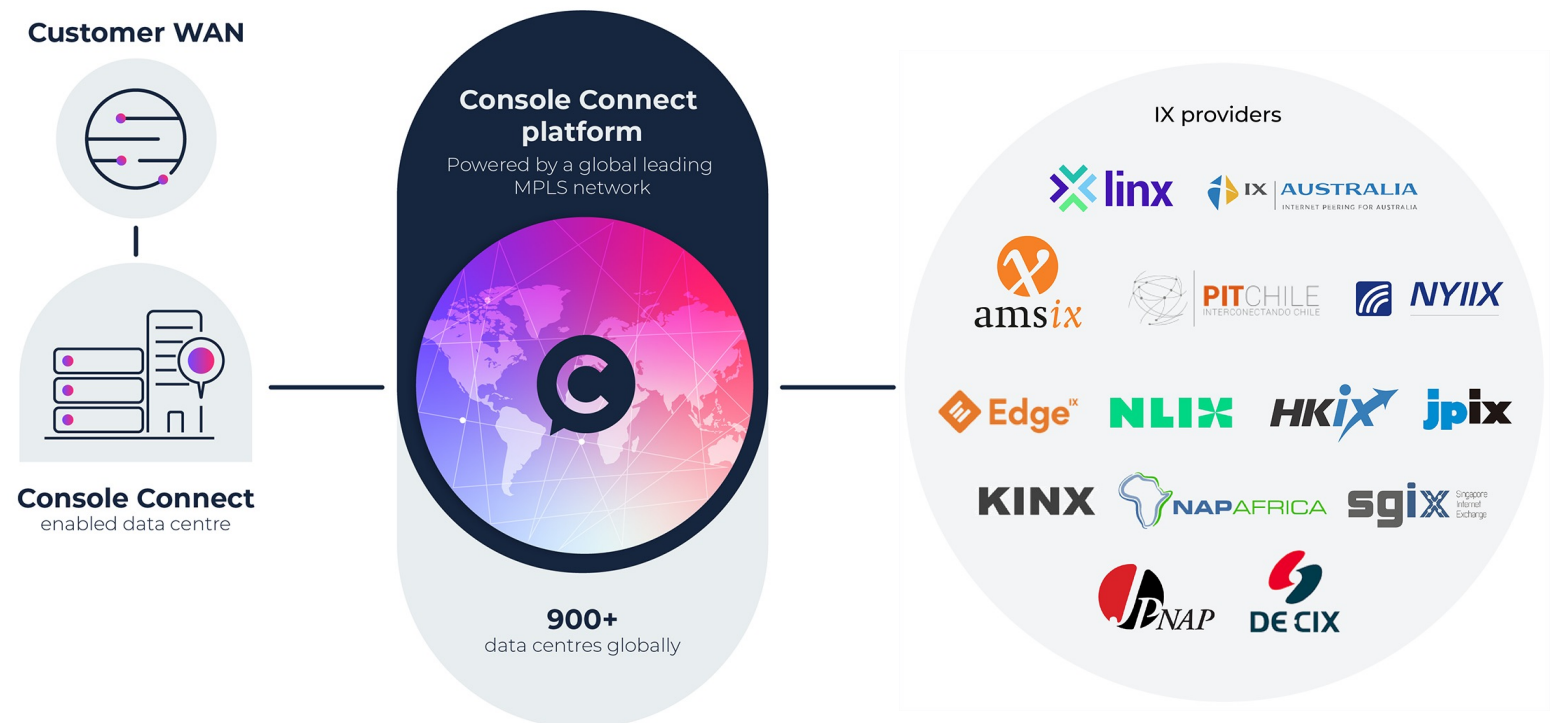 Customer WAN
Console Connect
enabled data centre
Console Connect
platform
Powered by a global leading
MPLS network
C
900+
data centres globally
IX providers
linx
IX AUSTRALIA
INTERNET PEERING FOR AUSTRALIA
amsix
PITCHILE
INTERCONECTANDO CHILE
NYIIX
Edge IX
NLIX
HKiX
jpix
KINX
NAPAFRICA
sgix
Singapore
Internet
Exchange
JPNAP
DE CIX